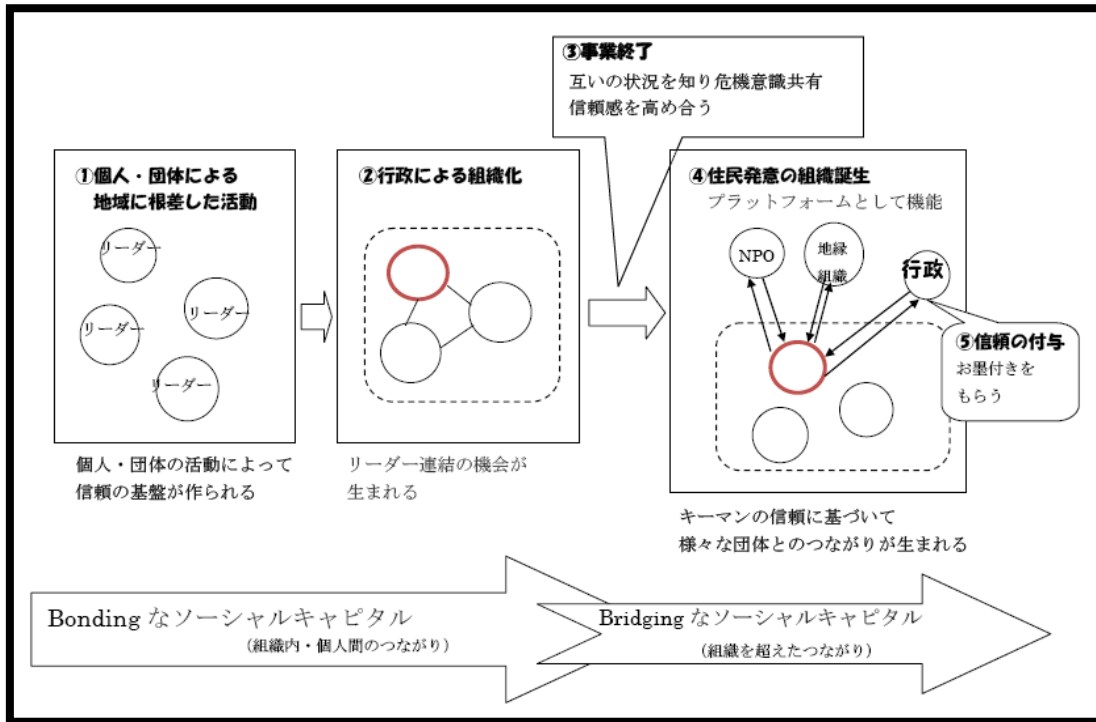 ③事業終了
互いの状況を知り危機意識共有
信頼感を高め合う
①個人・団体による
地域に根差した活動
リーダー
リーダー
リーダー
リーダー
個人・団体の活動によって
信頼の基盤が作られる
②行政による組織化
リーダー連結の機会が
生まれる
④住民発意の組織誕生
プラットフォームとして機能
NPO
地縁
組織
行政
⑤信頼の付与
お墨付きを
もらう
キーマンの信頼に基づいて
様々な団体とのつながりが生まれる
Bonding なソーシャルキャピタル
(組織内・個人間のつながり)
Bridging なソーシャルキャピタル
(組織を超えたつながり)